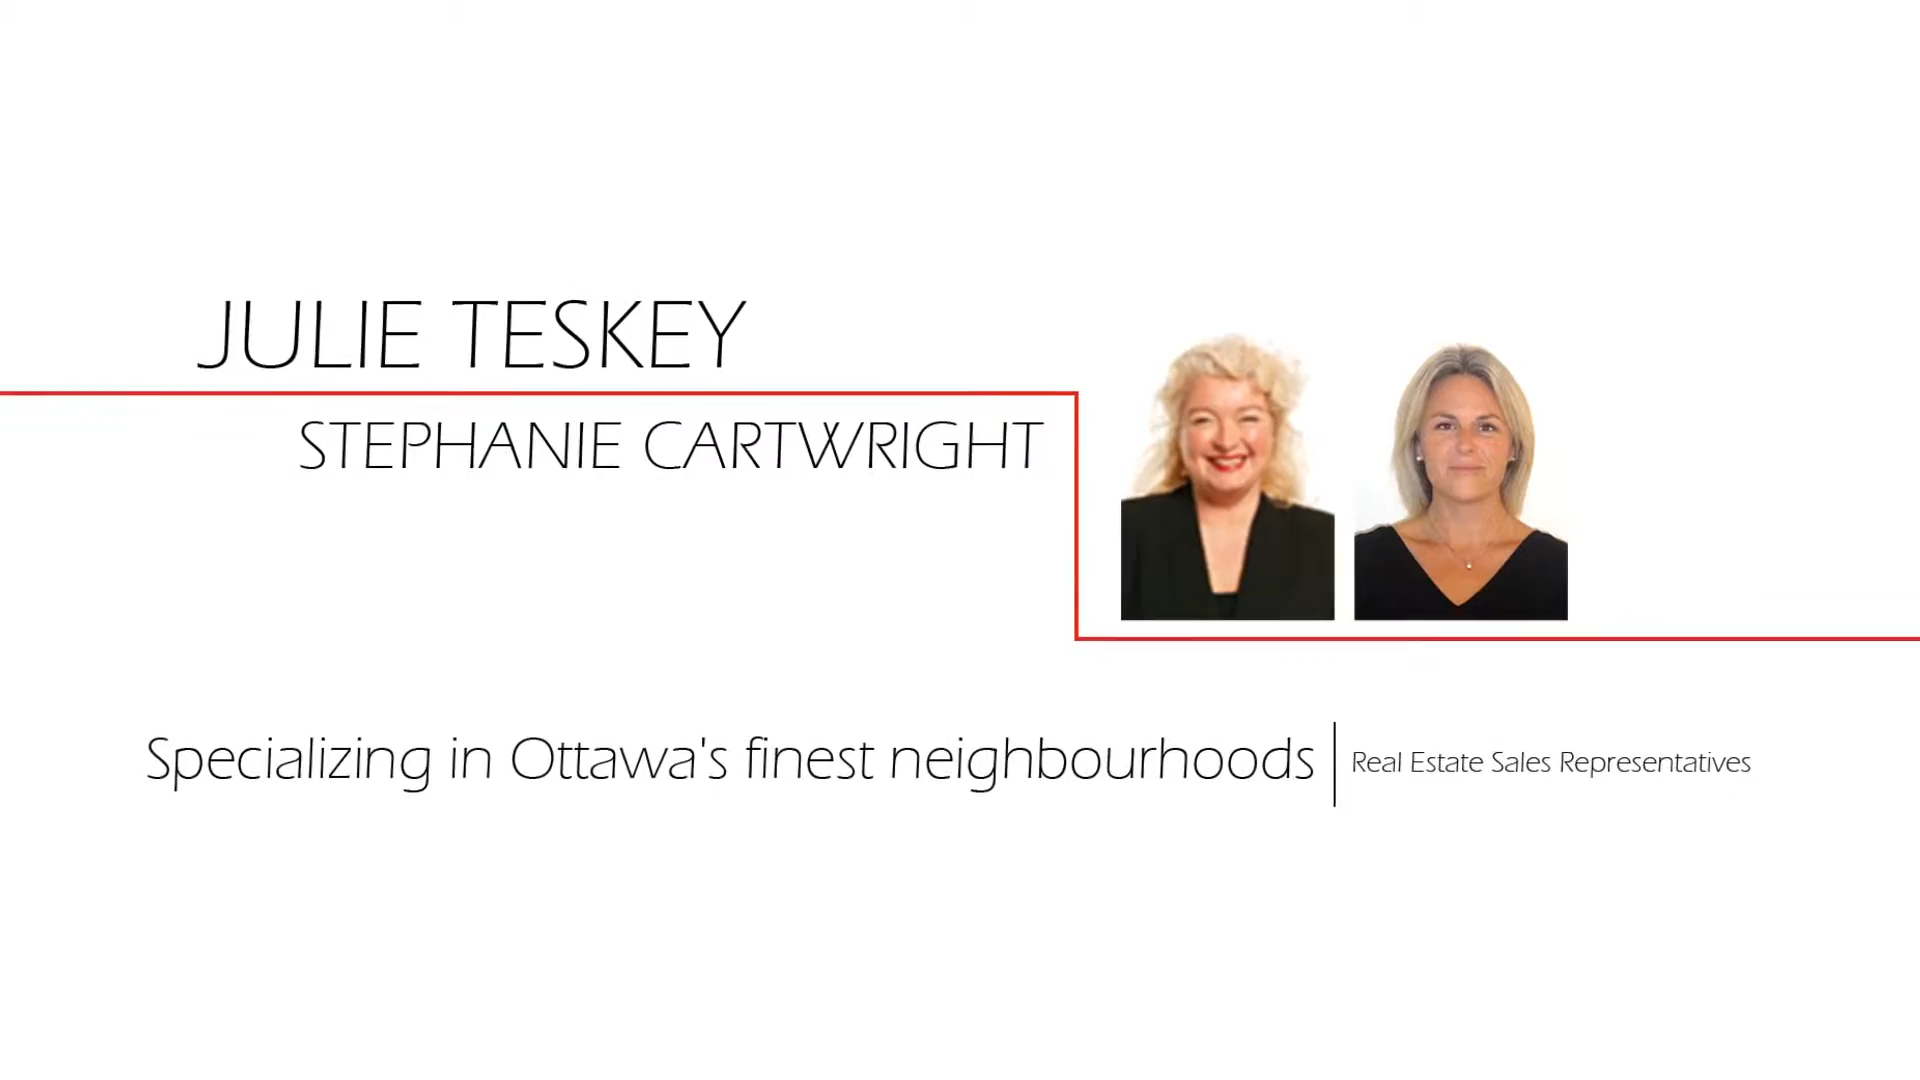 JULIE TESKEY
STEPHANIE CARTWRIGHT
Specializing in Ottawa's finest neighbourhoods
Real Estate Sales Representatives